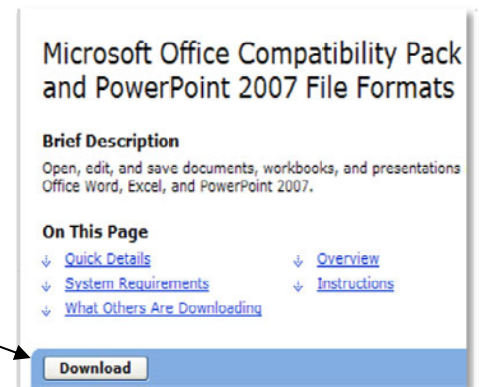 Microsoft Office Compatibility Pack
and PowerPoint 2007 File Formats
Brief Description
Open, edit, and save documents, workbooks, and presentations
Office Word, Excel, and PowerPoint 2007.
On This Page
Quick Details
Overview
System Requirements
Instructions
What Others Are Downloading
Download